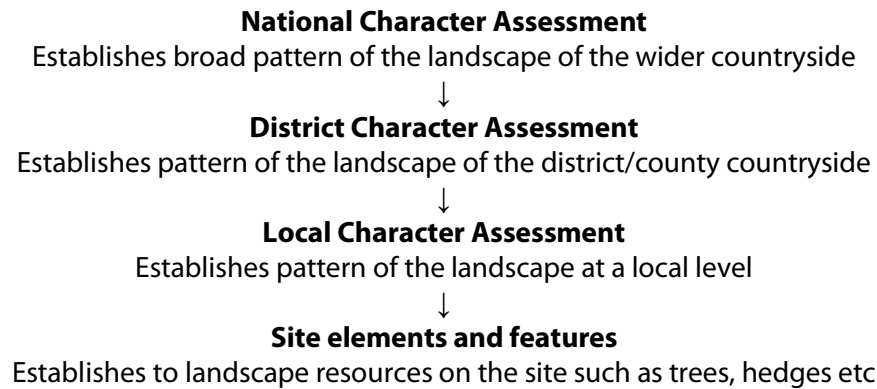 National Character Assessment
Establishes broad pattern of the landscape of the wider countryside
↓
District Character Assessment
Establishes pattern of the landscape of the district/county countryside
↓
Local Character Assessment
Establishes pattern of the landscape at a local level
↓
Site elements and features
Establishes to landscape resources on the site such as trees, hedges etc